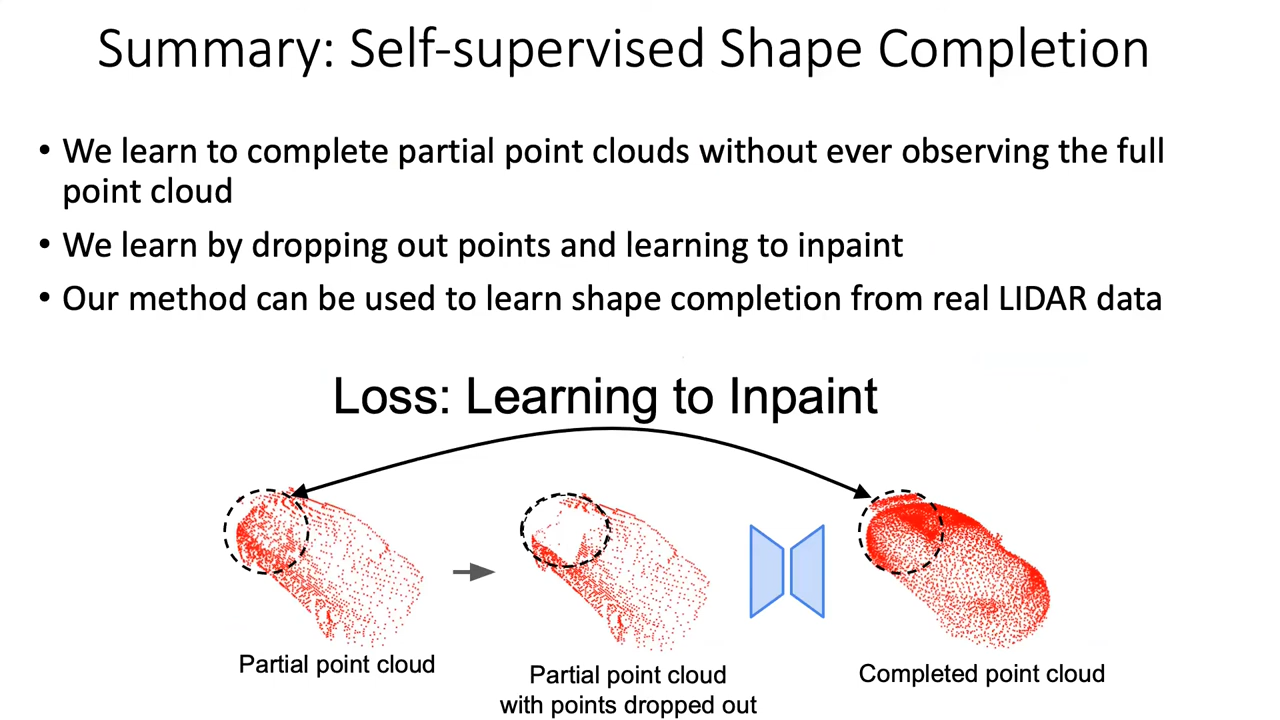 Summary: Self-supervised Shape Completion
• We learn to complete partial point clouds without ever observing the full
point cloud
• We learn by dropping out points and learning to inpaint
• Our method can be used to learn shape completion from real LIDAR data
Loss: Learning to Inpaint
Partial point cloud
Partial point cloud
with points dropped out
Completed point cloud